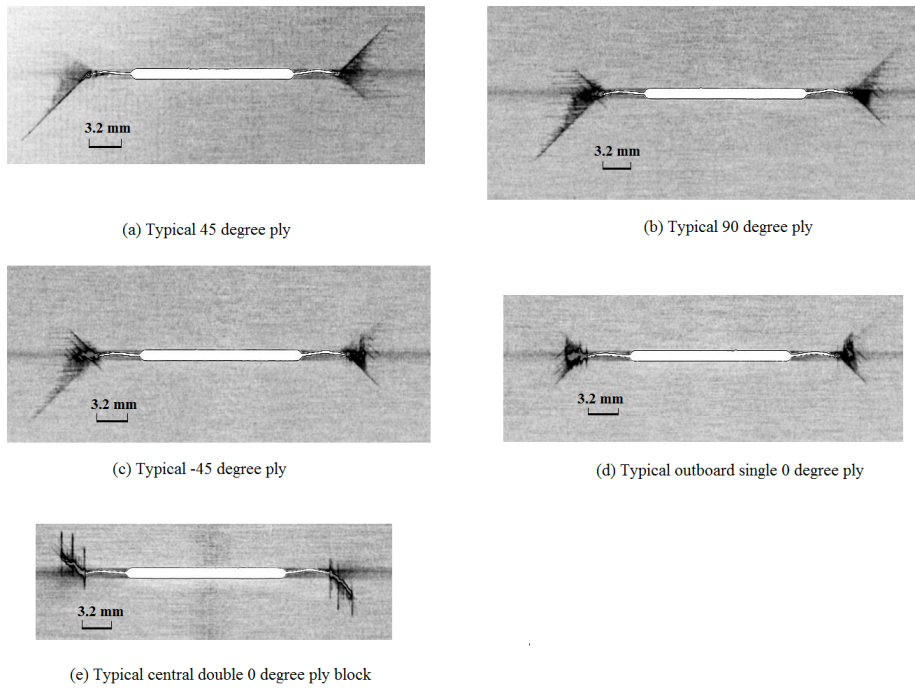 3.2 mm
3.2 mm
(a) Typical 45 degree ply
(b) Typical 90 degree ply
3.2 mm
3.2 mm
(c) Typical -45 degree ply
(d) Typical outboard single 0 degree ply
3.2 mm
(e) Typical central double 0 degree ply block